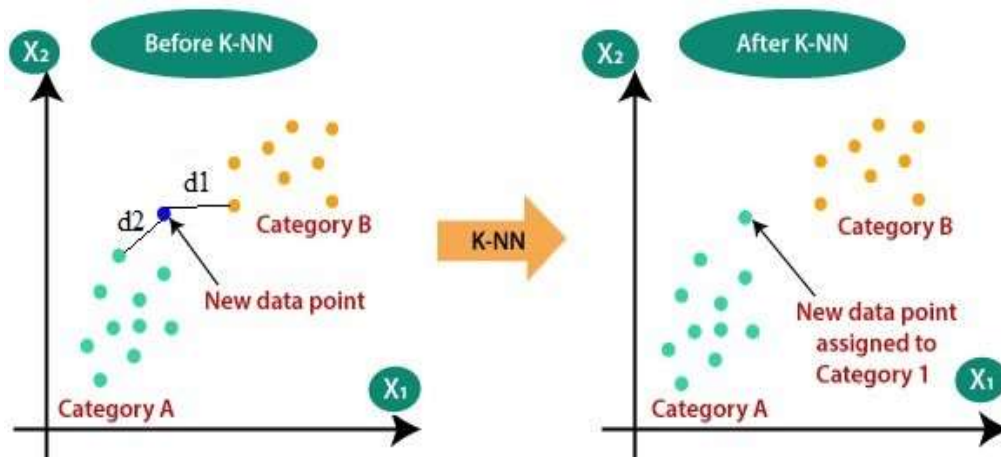 Before K-NN
X₂
d1
d2
Category B
New data point
Category A
X₁
K-NN
After K-NN
X₂
Category B
New data point
assigned to
Category 1
Category A
X₁